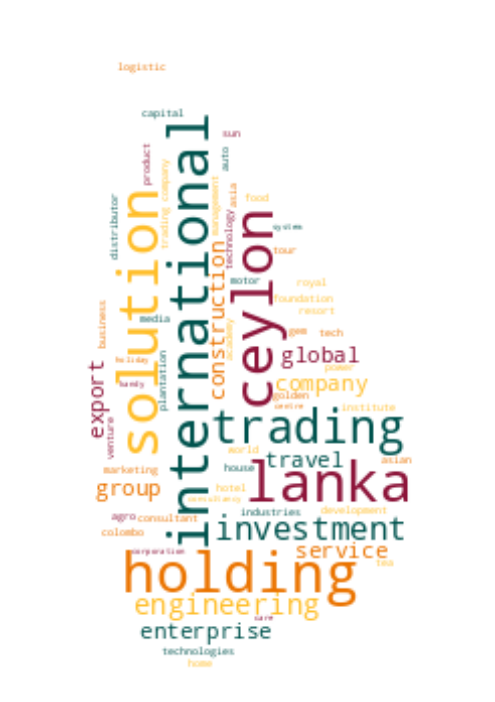 logistic
capital
sun
product
auto
trading company
asia
management
distributor
food
technology
system
international
solution
ceylon
construction
tour
motor
royal
foundation
resort
media
business
gem
tech
academy
global
holiday
plantation
power
handy
company
export
golden
centre
institute
venture
trading
world
travel
asian
marketing
house
lanka
group
hotel
consultancy
industries
development
agro
consultant
colombo
investment
corporation
service
tea
holding
engineering
care
enterprise
technologies
home